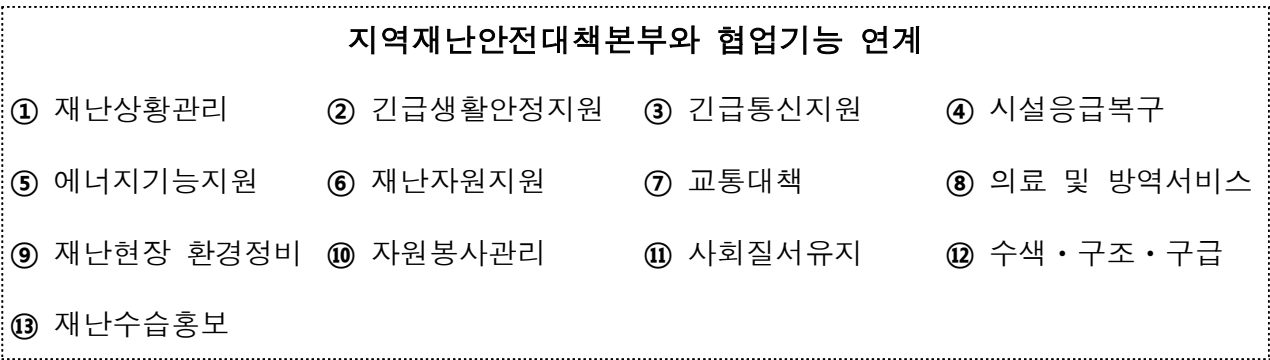 지역재난안전대책본부와 협업기능 연계
① 재난상황관리 ② 긴급생활안정지원 ③ 긴급통신지원 ④ 시설응급복구
⑤ 에너지기능지원 ⑥ 재난자원지원 ⑦ 교통대책 ⑧ 의료 및 방역서비스
⑨ 재난현장 환경정비 ⑩ 자원봉사관리 ⑪ 사회질서유지 ⑫ 수색・구조・구급
⑬ 재난수습홍보